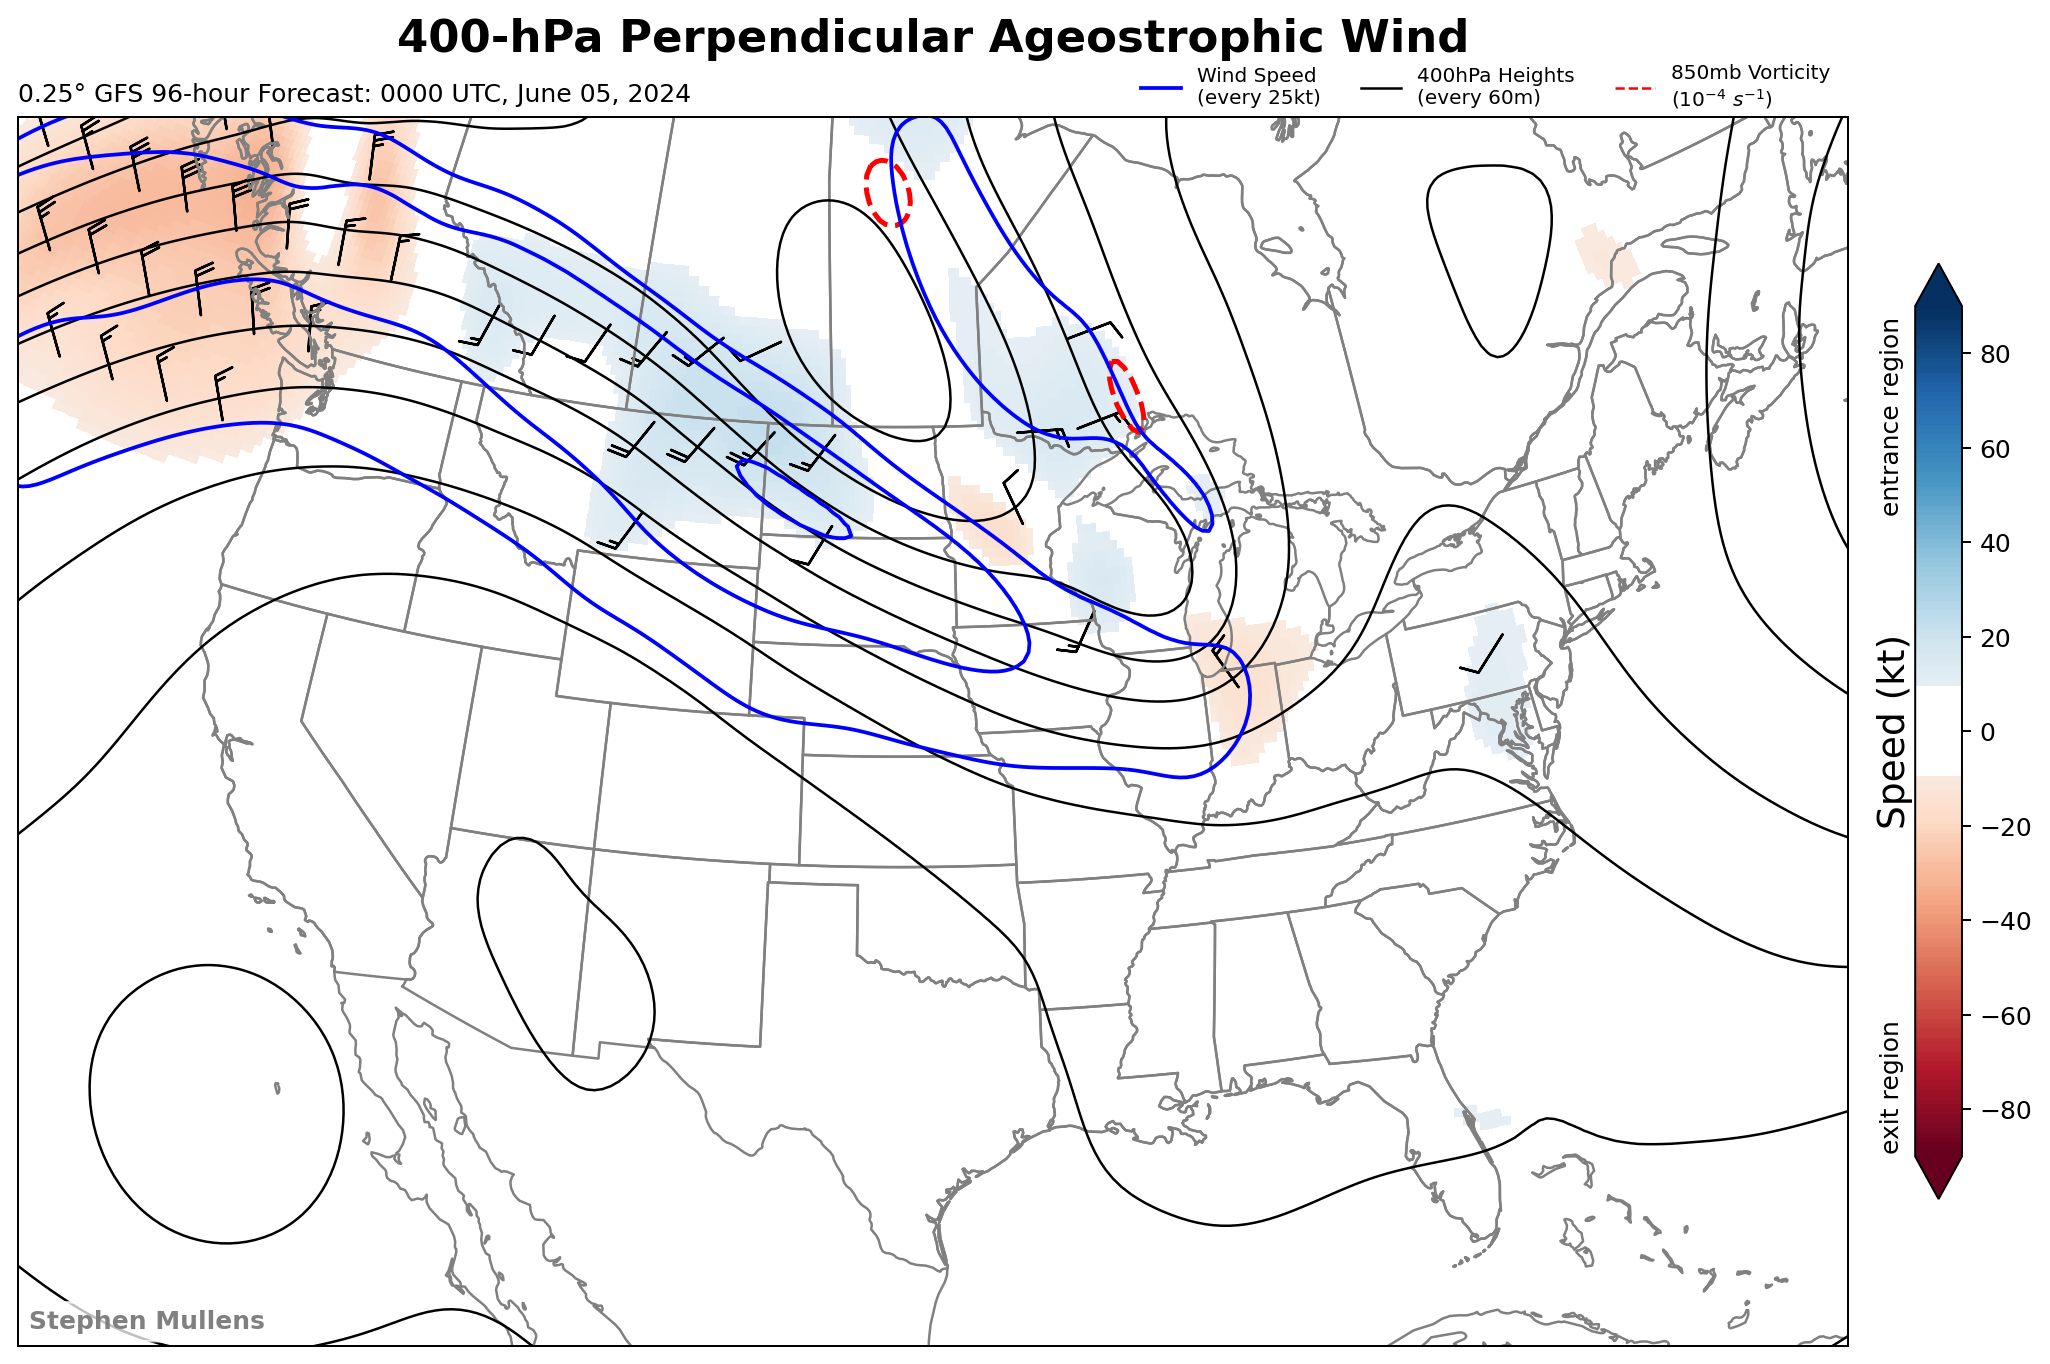 400-hPa Perpendicular Ageostrophic Wind
0.25° GFS 96-hour Forecast: 0000 UTC, June 05, 2024
Wind Speed
(every 25kt)
400hPa Heights
(every 60m)
850mb Vorticity
(10⁻⁴ s⁻¹)
entrance region
Speed (kt)
exit region
80
60
40
20
0
−20
−40
−60
−80
Stephen Mullens